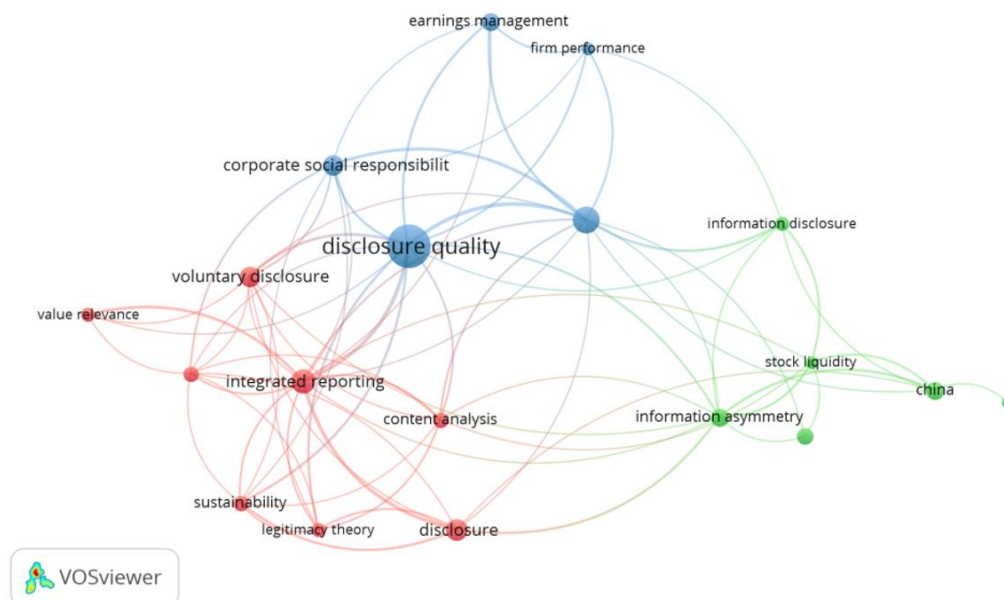 earnings management
firm performance
corporate social responsibilit
information disclosure
disclosure quality
voluntary disclosure
value relevance
stock liquidity
integrated reporting
china
content analysis
information asymmetry
sustainability
legitimacy theory
disclosure
VOSviewer